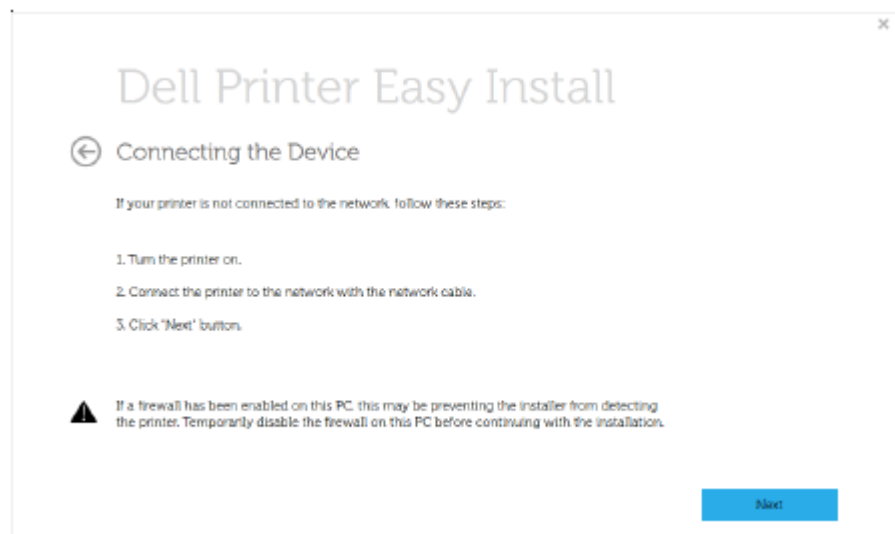 Dell Printer Easy Install
Connecting the Device
If your printer is not connected to the network, follow these steps:
1. Turn the printer on.
2. Connect the printer to the network with the network cable.
3. Click "Next" button.
If a firewall has been enabled on this PC, this may be preventing the installer from detecting
the printer. Temporarily disable the firewall on this PC before continuing with the installation.
Next